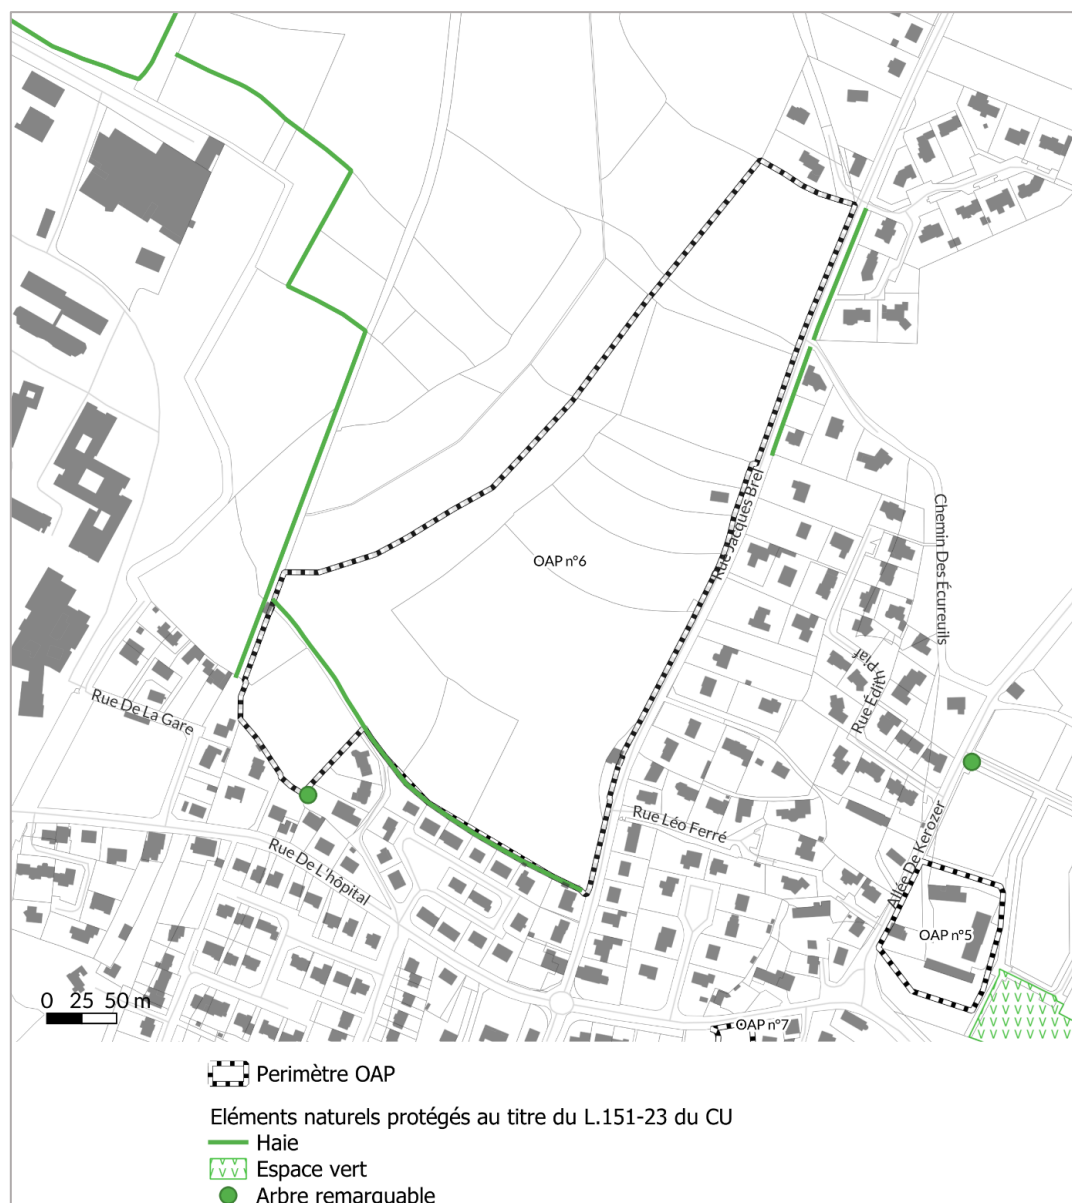 OAP n°6
Rue Jacques Brel
Chemin Des Écureuils
Rue Édith Piaf
Rue De La Gare
Rue Léo Ferré
Rue De L'hôpital
Allée De Kerozer
OAP n°5
OAP n°7
0 25 50 m
Perimètre OAP
Eléments naturels protégés au titre du L.151-23 du CU
Haie
Espace vert
Arbre remarquable